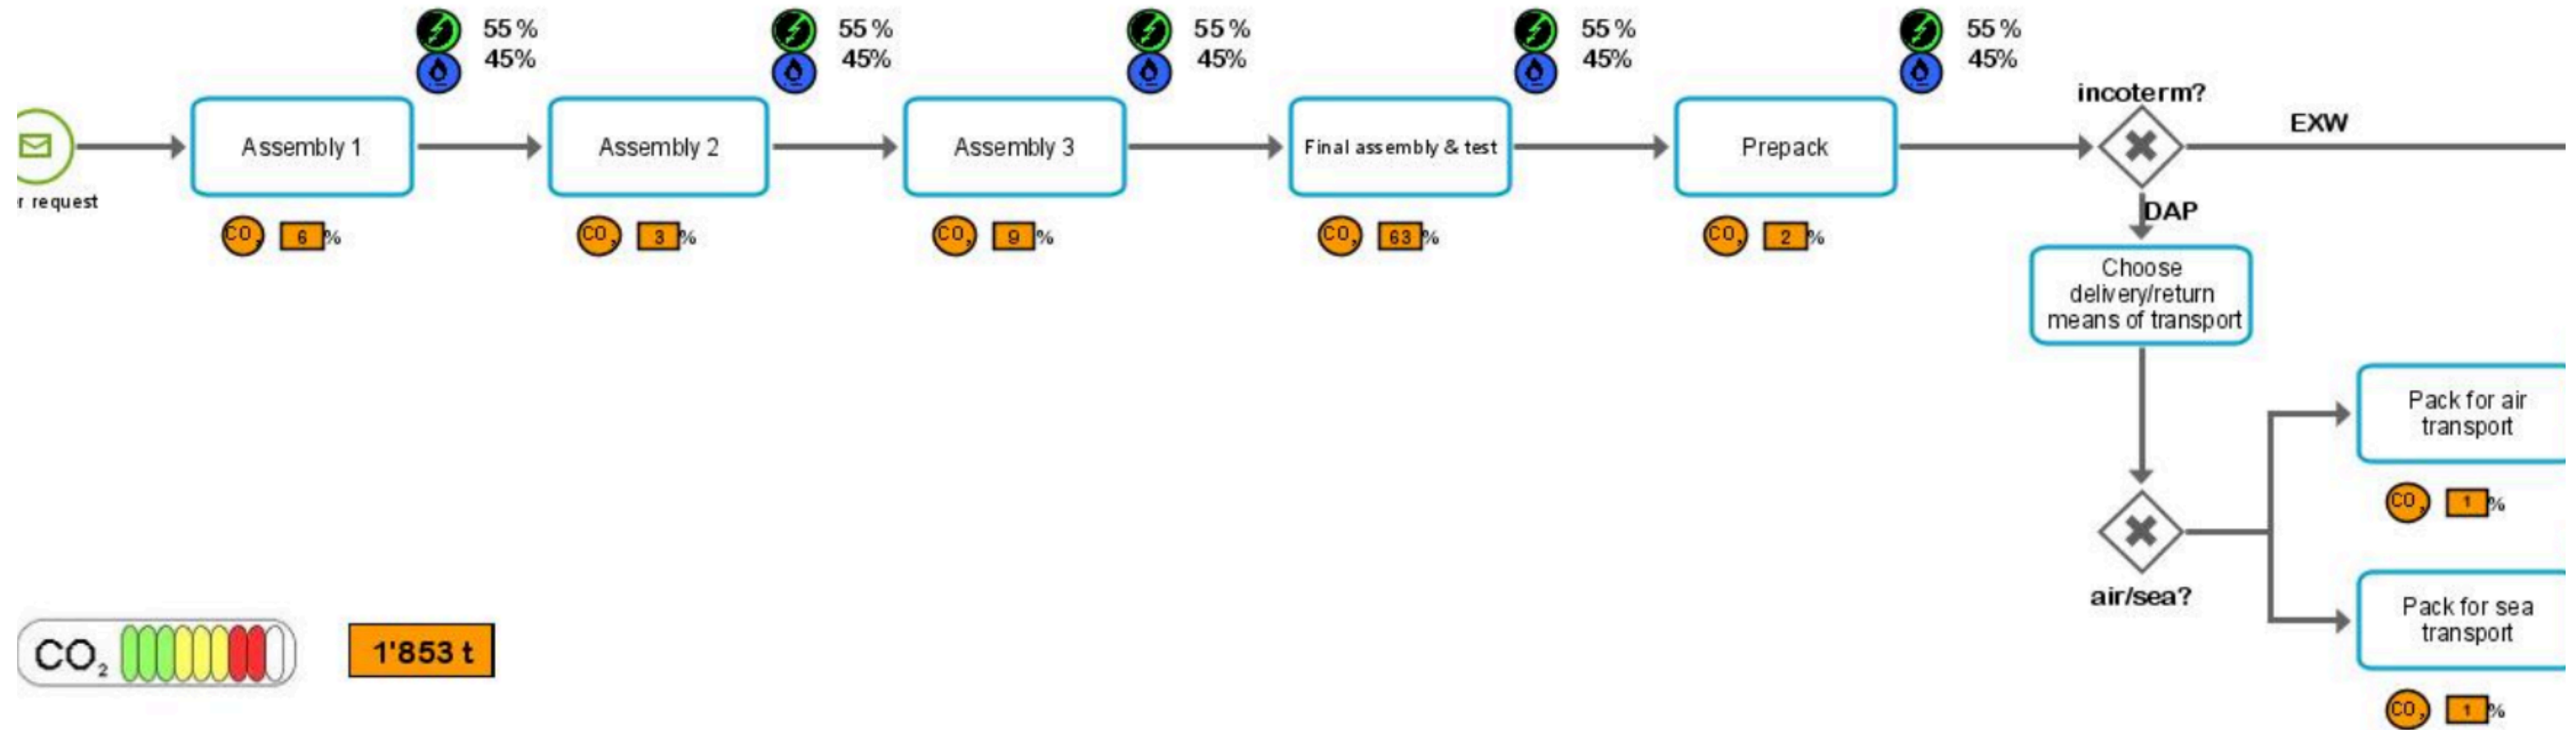 55 %
45%
55 %
45%
55 %
45%
55 %
45%
55 %
45%
incoterm?
EXW
Assembly 1
Assembly 2
Assembly 3
Final assembly & test
Prepack
r request
DAP
CO2 6 %
CO2 3 %
CO2 9 %
CO2 63 %
CO2 2 %
Choose
delivery/return
means of transport
Pack for air
transport
CO2 1 %
air/sea?
Pack for sea
transport
CO2 1 %
CO₂
1'853 t